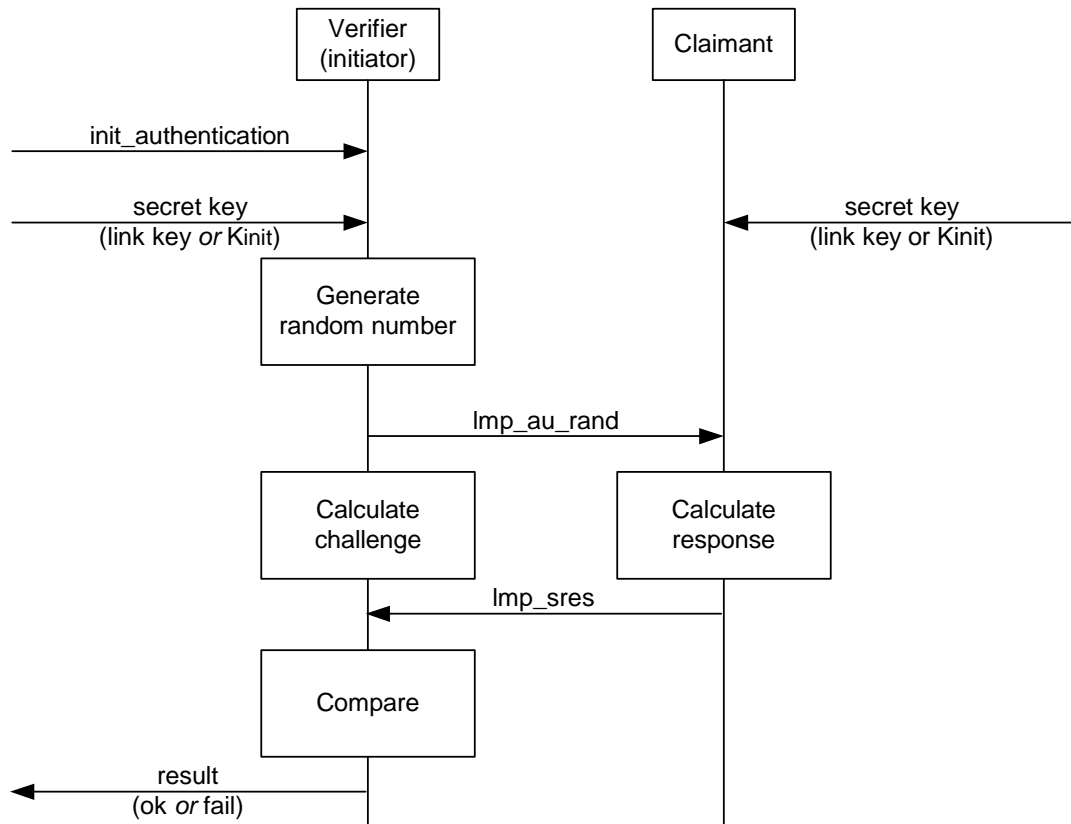 Verifier
(initiator)
Claimant
init_authentication
secret key
(link key or Kinit)
secret key
(link key or Kinit)
Generate
random number
lmp_au_rand
Calculate
challenge
Calculate
response
lmp_sres
Compare
result
(ok or fail)